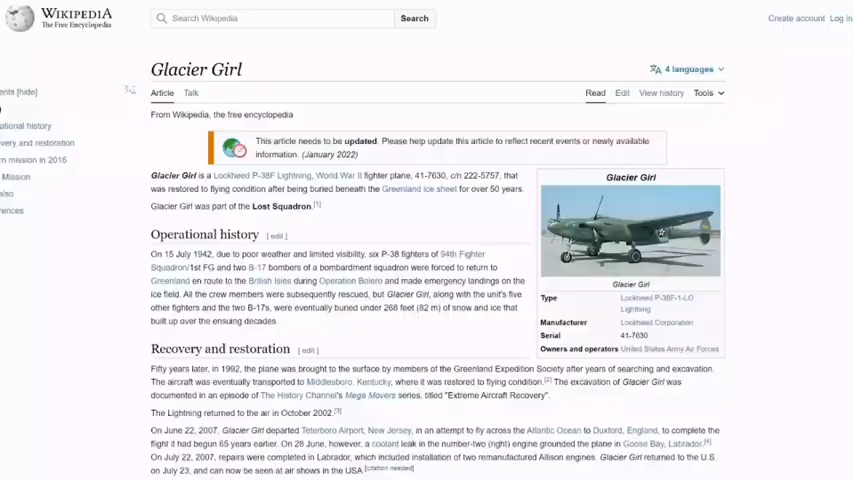 WIKIPEDIA
The Free Encyclopedia
Search Wikipedia
Search
Create account Log in
Glacier Girl
4 languages
ents [hide]
Article Talk
Read Edit View history Tools
From Wikipedia, the free encyclopedia
ational history
very and restoration
rn mission in 2016
Mission
also
rences
This article needs to be updated. Please help update this article to reflect recent events or newly available
information. (January 2022)
Glacier Girl is a Lockheed P-38F Lightning, World War II fighter plane, 41-7630, c/n 222-5757, that
was restored to flying condition after being buried beneath the Greenland ice sheet for over 50 years.
Glacier Girl was part of the Lost Squadron.[1]
Operational history [ edit ]
On 15 July 1942, due to poor weather and limited visibility, six P-38 fighters of 94th Fighter
Squadron/1st FG and two B-17 bombers of a bombardment squadron were forced to return to
Greenland en route to the British Isles during Operation Bolero and made emergency landings on the
ice field. All the crew members were subsequently rescued, but Glacier Girl, along with the unit's five
other fighters and the two B-17s, were eventually buried under 268 feet (82 m) of snow and ice that
built up over the ensuing decades.
Glacier Girl
Glacier Girl
Type Lockheed P-38F-1-LO
Lightning
Manufacturer Lockheed Corporation
Serial 41-7630
Owners and operators United States Army Air Forces
Recovery and restoration [ edit ]
Fifty years later, in 1992, the plane was brought to the surface by members of the Greenland Expedition Society after years of searching and excavation.
The aircraft was eventually transported to Middlesboro, Kentucky, where it was restored to flying condition.[2] The excavation of Glacier Girl was
documented in an episode of The History Channel's Mega Movers series, titled "Extreme Aircraft Recovery".
The Lightning returned to the air in October 2002.[3]
On June 22, 2007, Glacier Girl departed Teterboro Airport, New Jersey, in an attempt to fly across the Atlantic Ocean to Duxford, England, to complete the
flight it had begun 65 years earlier. On 28 June, however, a coolant leak in the number-two (right) engine grounded the plane in Goose Bay, Labrador.[4]
On July 22, 2007, repairs were completed in Labrador, which included installation of two remanufactured Allison engines. Glacier Girl returned to the U.S.
on July 23, and can now be seen at air shows in the USA.[citation needed]